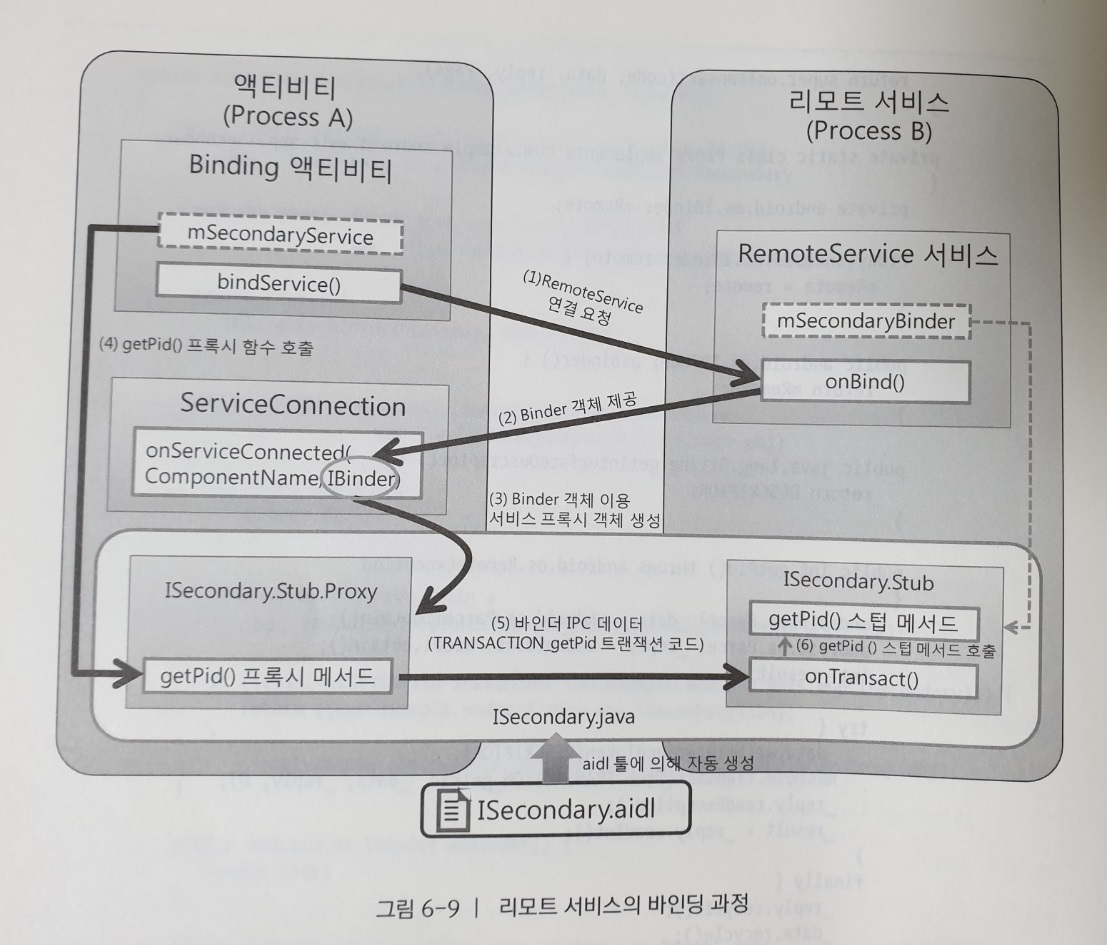 액티비티
(Process A)
Binding 액티비티
mSecondaryService
bindService()
(4) getPid() 프록시 함수 호출
ServiceConnection
onServiceConnected(
ComponentName, IBinder)
(1)RemoteService
연결 요청
(2) Binder 객체 제공
(3) Binder 객체 이용
서비스 프록시 객체 생성
리모트 서비스
(Process B)
RemoteService 서비스
mSecondaryBinder
onBind()
ISecondary.Stub.Proxy
getPid() 프록시 메서드
(5) 바인더 IPC 데이터
(TRANSACTION_getPid 트랜잭션 코드)
ISecondary.Stub
getPid() 스텁 메서드
(6) getPid () 스텁 메서드 호출
onTransact()
ISecondary.java
aidl 툴에 의해 자동 생성
ISecondary.aidl
그림 6-9 | 리모트 서비스의 바인딩 과정